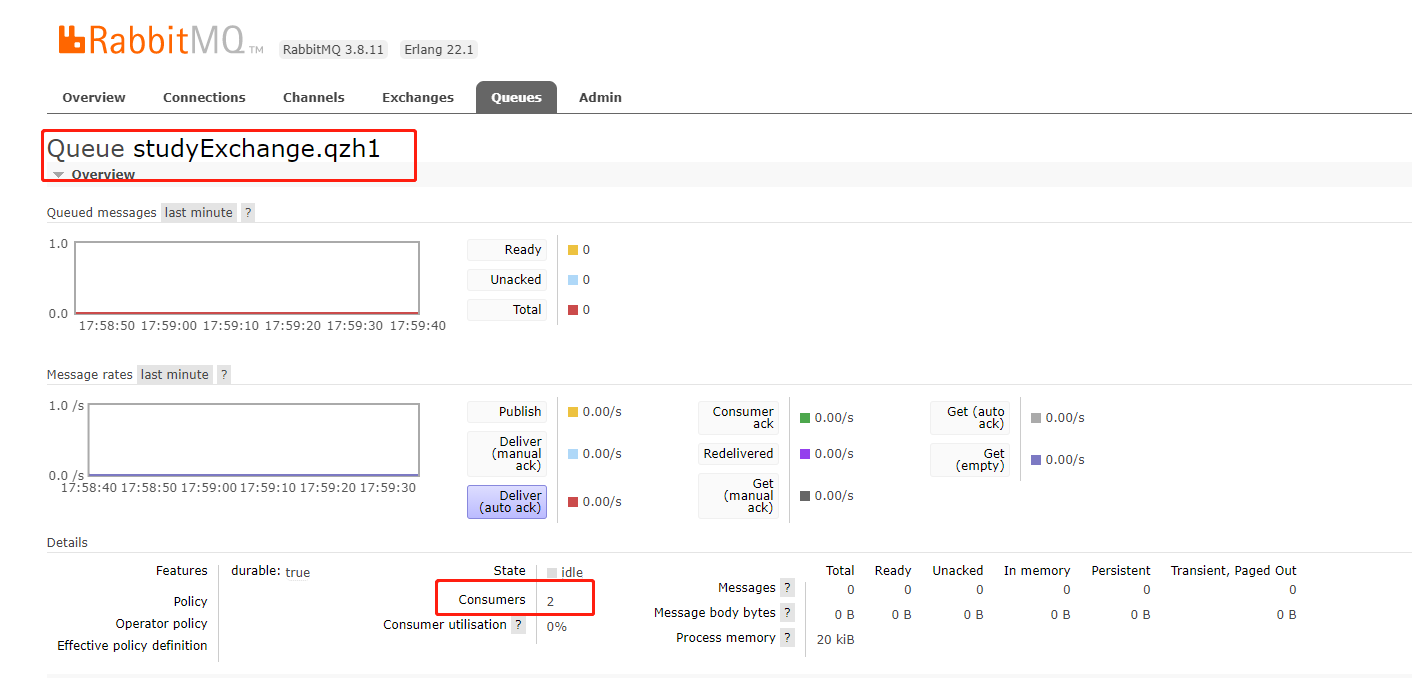 RabbitMQ TM RabbitMQ 3.8.11 Erlang 22.1
Overview Connections Channels Exchanges Queues Admin
Queue studyExchange.qzh1
Overview
Queued messages last minute ?
1.0
0.0
17:58:50 17:59:00 17:59:10 17:59:20 17:59:30 17:59:40
Ready 0
Unacked 0
Total 0
Message rates last minute ?
1.0 /s
0.0 /s
17:58:40 17:58:50 17:59:00 17:59:10 17:59:20 17:59:30
Publish 0.00/s
Deliver
(manual
ack)
0.00/s
Deliver
(auto ack)
0.00/s
Consumer
ack
0.00/s
Redelivered 0.00/s
Get
(manual
ack)
0.00/s
Get (auto
ack)
0.00/s
Get
(empty)
0.00/s
Details
Features durable: true
Policy
Operator policy
Effective policy definition
State idle
Consumers 2
Consumer utilisation ? 0%
Total Ready Unacked In memory Persistent Transient, Paged Out
Messages ? 0 0 0 0 0 0
Message body bytes ? 0 B 0 B 0 B 0 B 0 B 0 B
Process memory ? 20 kiB